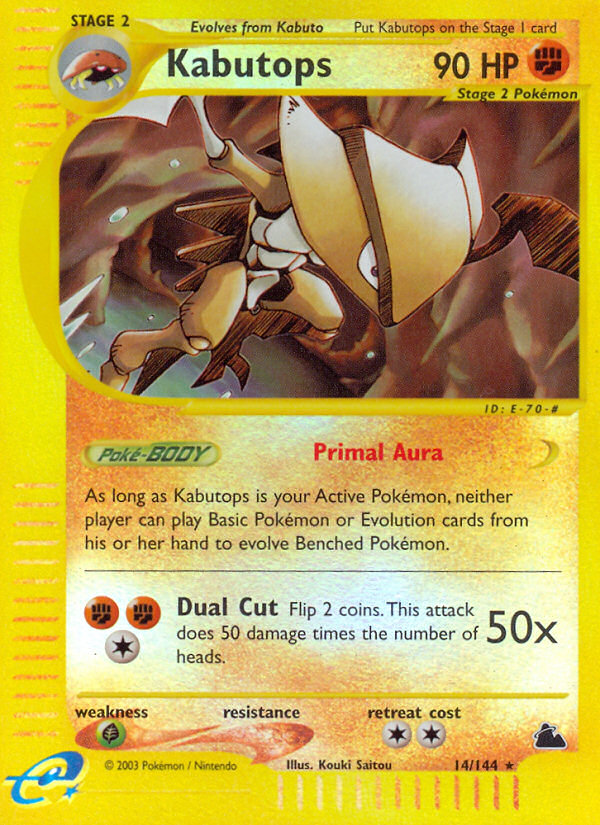 STAGE 2
Evolves from Kabuto
Put Kabutops on the Stage 1 card
Kabutops
90 HP
Stage 2 Pokémon
ID: E-70-#
Poké-BODY
Primal Aura
As long as Kabutops is your Active Pokémon, neither
player can play Basic Pokémon or Evolution cards from
his or her hand to evolve Benched Pokémon.
Dual Cut Flip 2 coins. This attack
does 50 damage times the number of
heads.
50x
weakness
resistance
retreat cost
© 2003 Pokémon / Nintendo
Illus. Kouki Saitou
14/144 ★
e